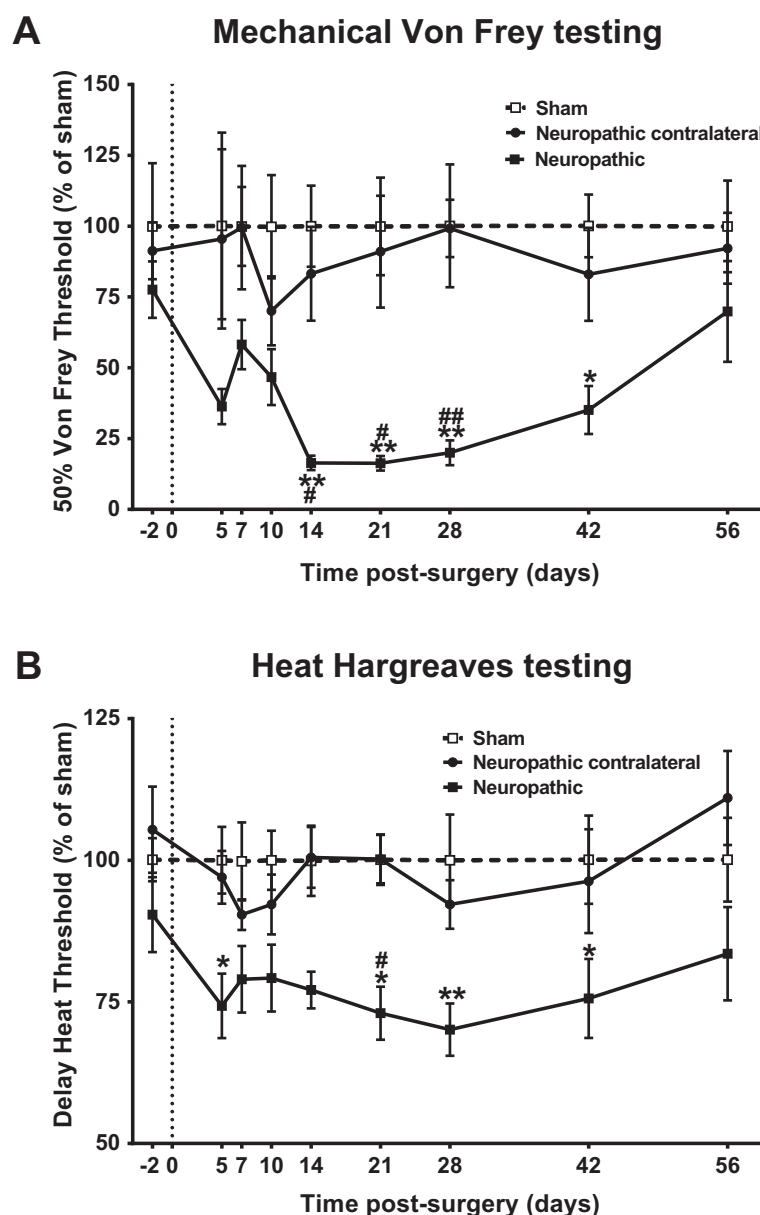 A
Mechanical Von Frey testing
50% Von Frey Threshold (% of sham)
150
125
100
75
50
25
0
Sham
Neuropathic contralateral
Neuropathic
**
#
#
**
##
**
*
-2 0 5 7 10 14 21 28 42 56
Time post-surgery (days)
B
Heat Hargreaves testing
Delay Heat Threshold (% of sham)
125
100
75
50
Sham
Neuropathic contralateral
Neuropathic
*
#
*
**
*
-2 0 5 7 10 14 21 28 42 56
Time post-surgery (days)